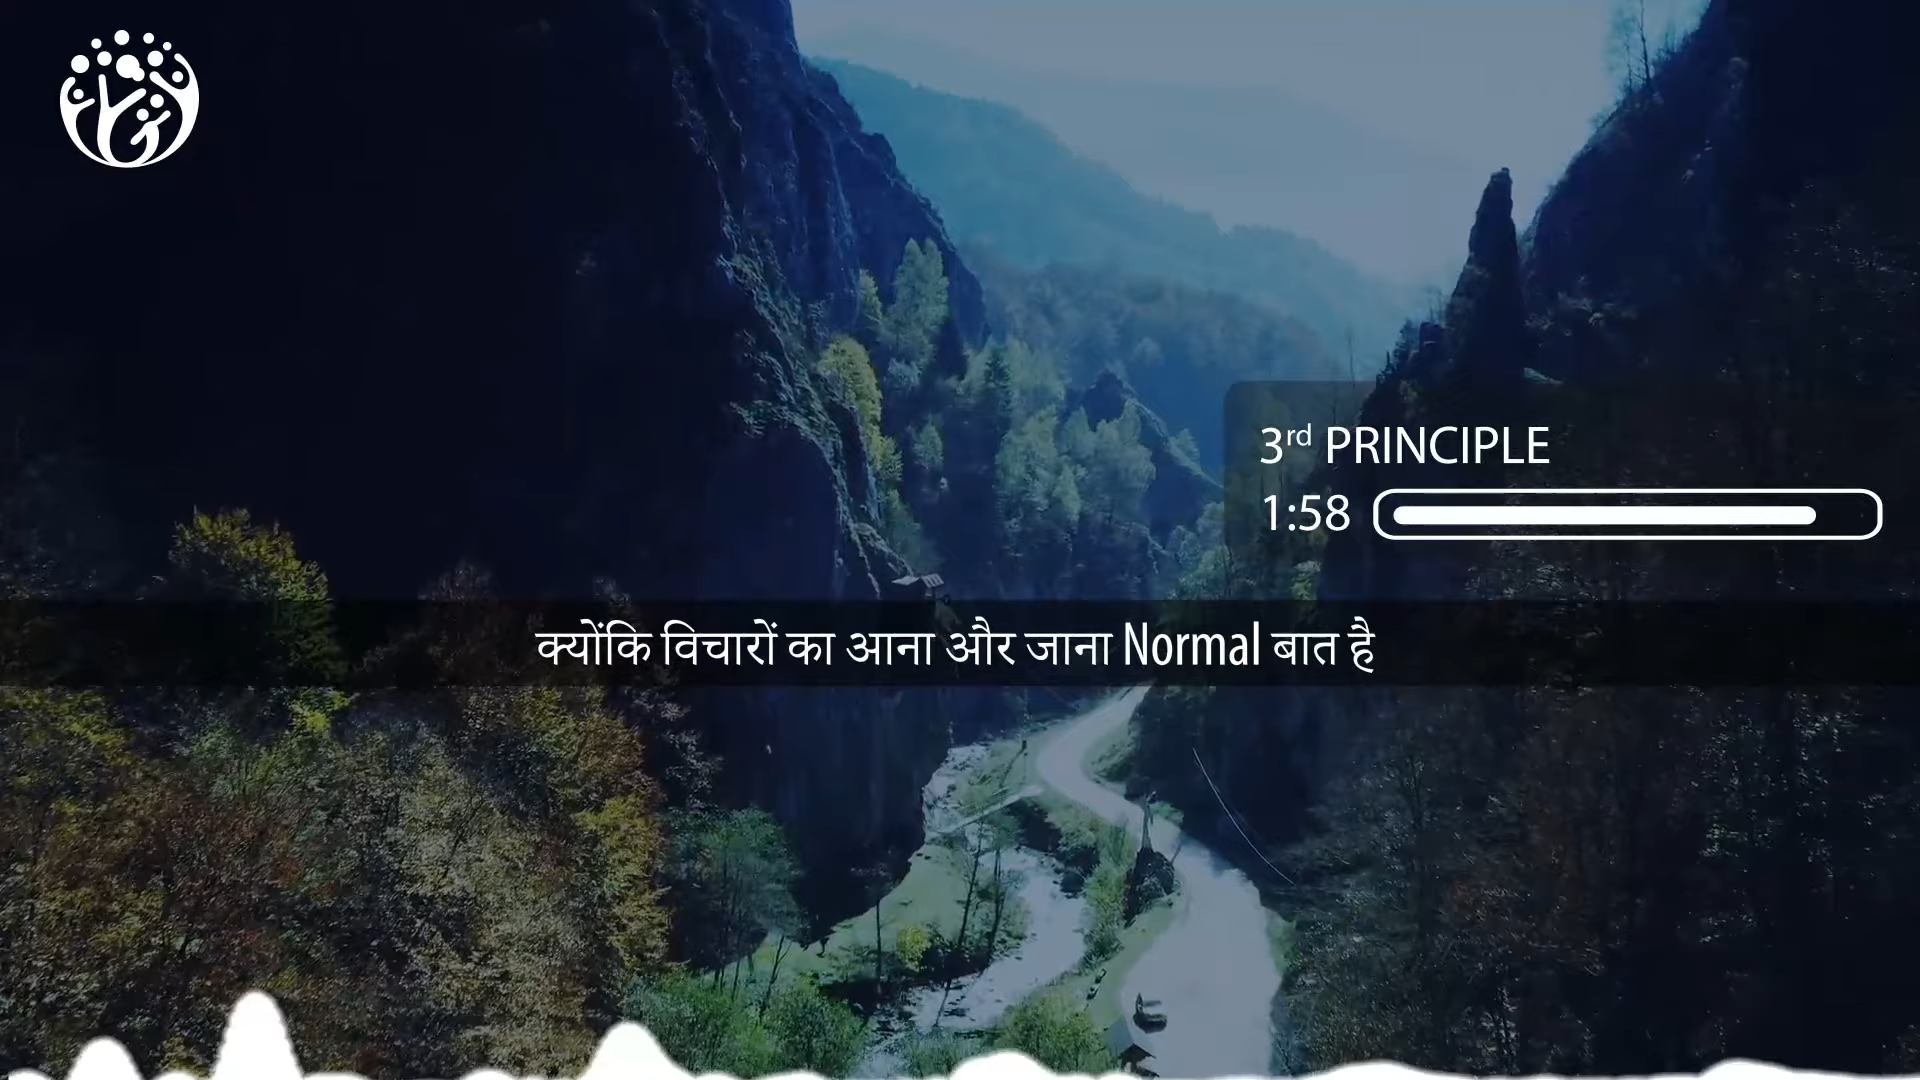 3rd PRINCIPLE
1:58
क्योंकि विचारों का आना और जाना Normal बात है